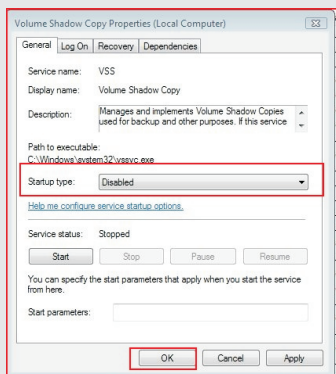 Volume Shadow Copy Properties (Local Computer)
General Log On Recovery Dependencies
Service name: VSS
Display name: Volume Shadow Copy
Description: Manages and implements Volume Shadow Copies
used for backup and other purposes. If this service
Path to executable:
C:\Windows\system32\vssvc.exe
Startup type: Disabled
Help me configure service startup options.
Service status: Stopped
Start Stop Pause Resume
You can specify the start parameters that apply when you start the service
from here.
Start parameters:
OK Cancel Apply